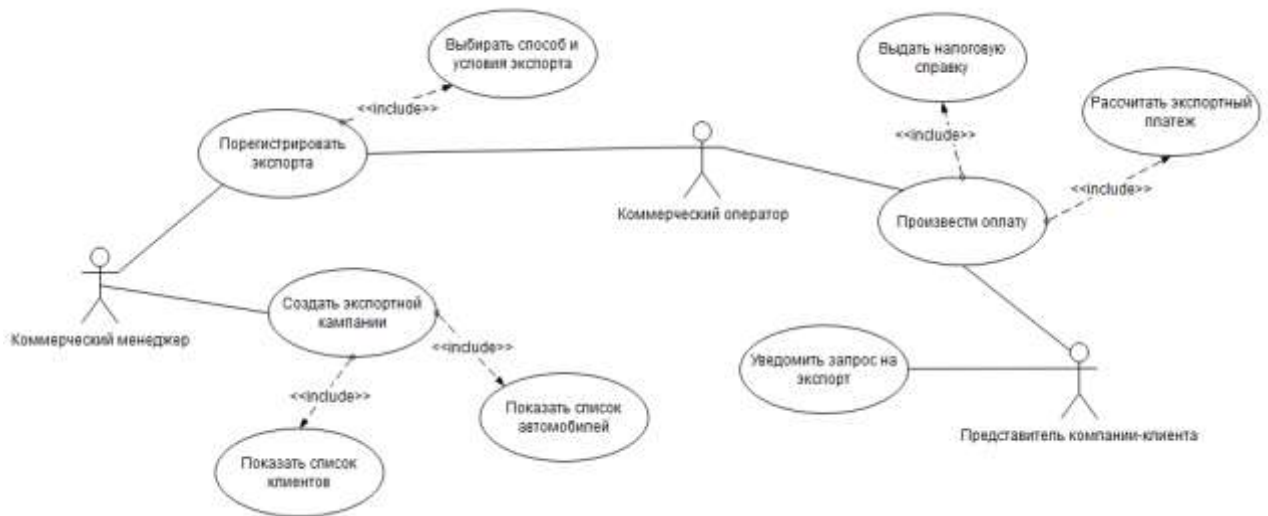 Выбирать способ и
условия экспорта
<<include>>
Порегистрировать
экспорта
Коммерческий оператор
Выдать налоговую
справку
<<include>>
Рассчитать экспортный
платеж
<<include>>
Произвести оплату
Коммерческий менеджер
Создать экспортной
кампании
<<include>>
<<include>>
Показать список
автомобилей
Показать список
клиентов
Уведомить запрос на
экспорт
Представитель компании-клиента